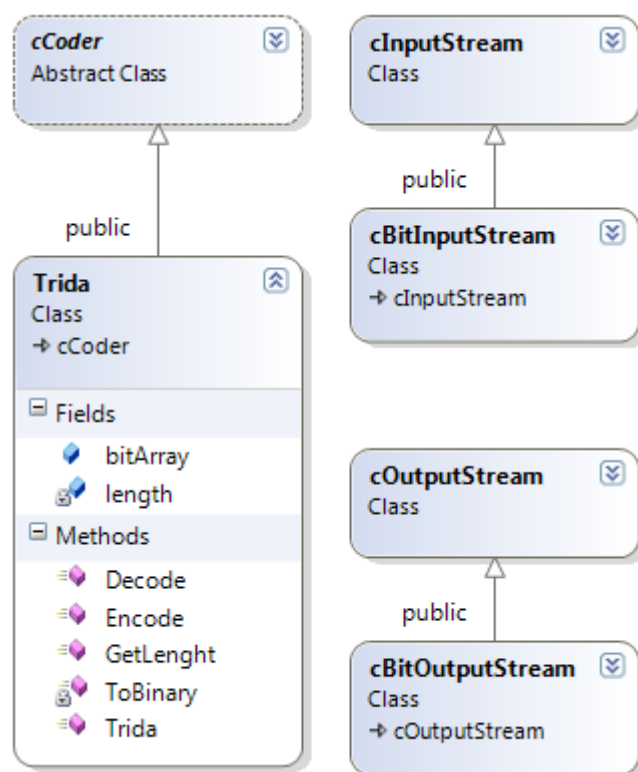 cCoder
Abstract Class
public
Trida
Class
cCoder
Fields
bitArray
length
Methods
Decode
Encode
GetLenght
ToBinary
Trida
cInputStream
Class
public
cBitInputStream
Class
cInputStream
cOutputStream
Class
public
cBitOutputStream
Class
cOutputStream